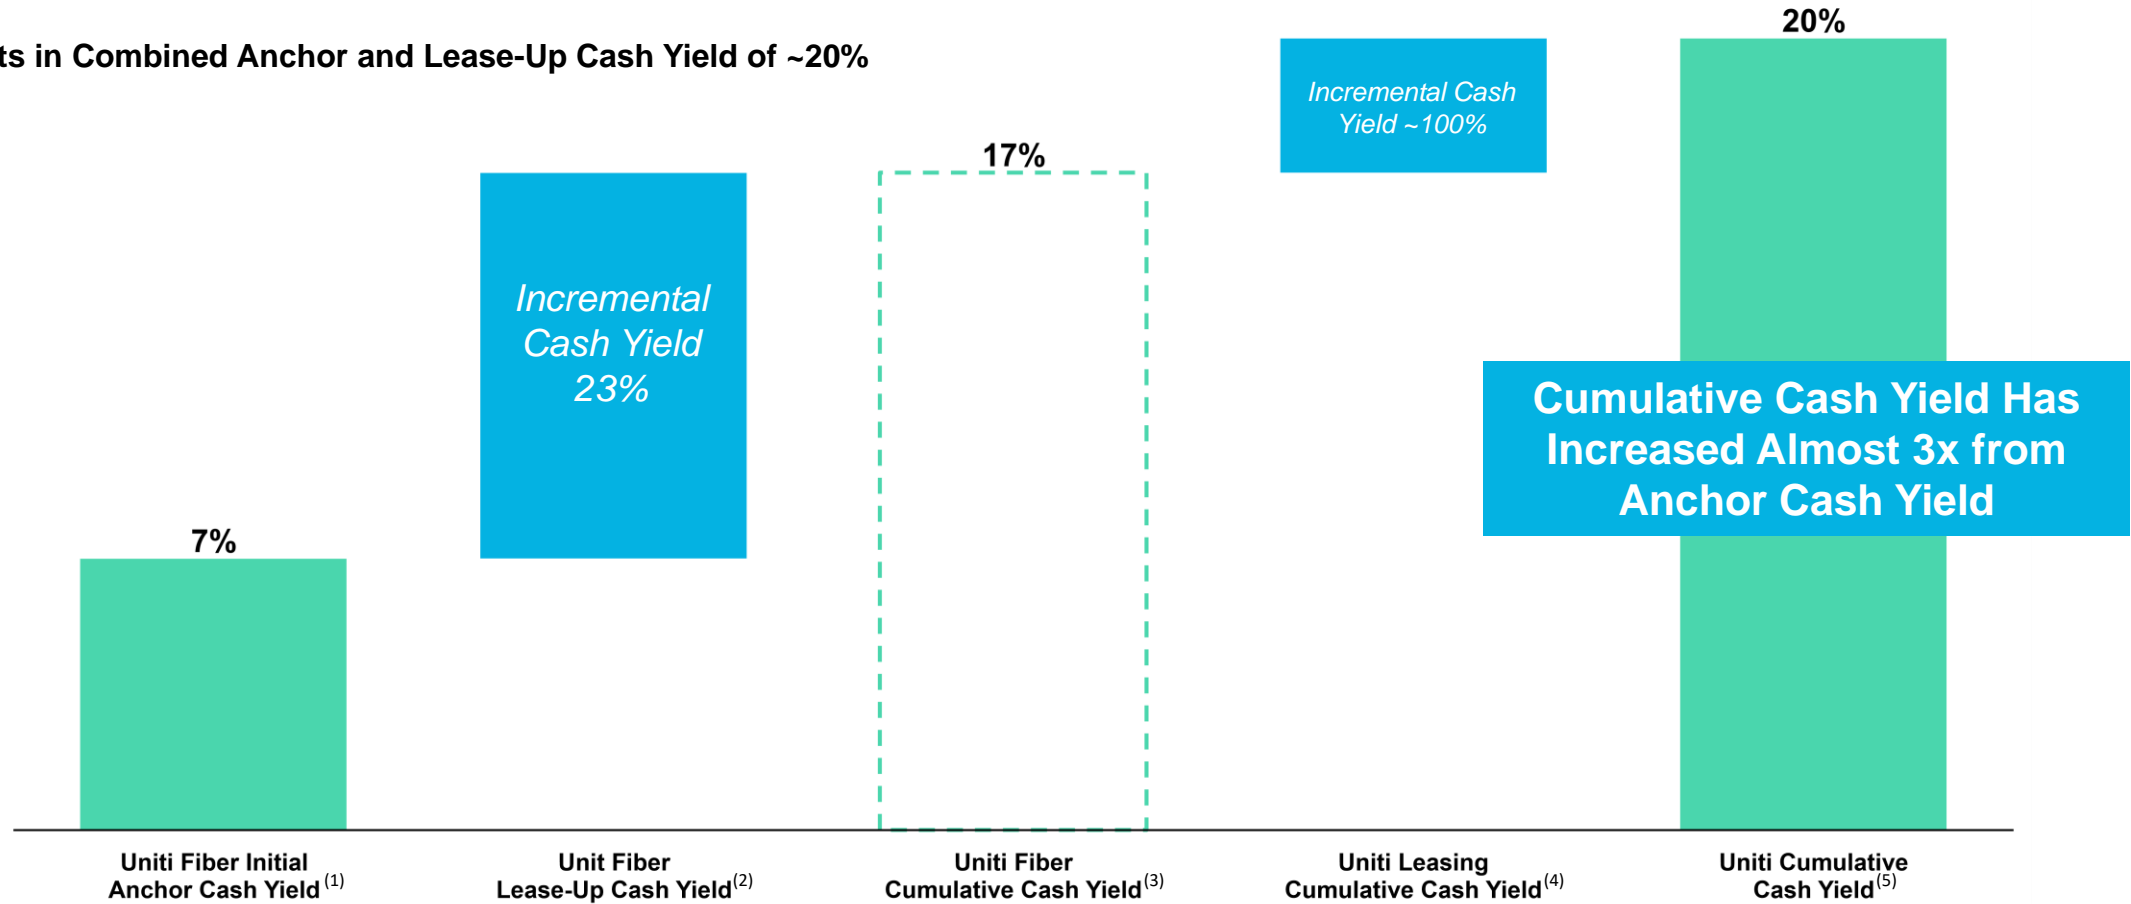 ts in Combined Anchor and Lease-Up Cash Yield of ~20%
20%
Incremental Cash
Yield ~100%
17%
Incremental
Cash Yield
23%
Cumulative Cash Yield Has
Increased Almost 3x from
Anchor Cash Yield
7%
Uniti Fiber Initial
Anchor Cash Yield (1)
Unit Fiber
Lease-Up Cash Yield(2)
Uniti Fiber
Cumulative Cash Yield(3)
Uniti Leasing
Cumulative Cash Yield(4)
Uniti Cumulative
Cash Yield(5)